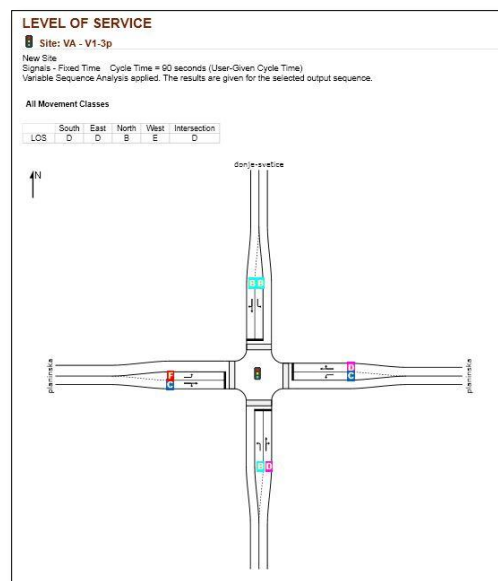 LEVEL OF SERVICE
Site: VA - V1-3p
New Site
Signals - Fixed Time Cycle Time = 90 seconds (User-Given Cycle Time)
Variable Sequence Analysis applied. The results are given for the selected output sequence.
All Movement Classes
South East North West Intersection
LOS D D B E D
donje-svetice
N
B B
planinska
F
C
D
C
planinska
B D